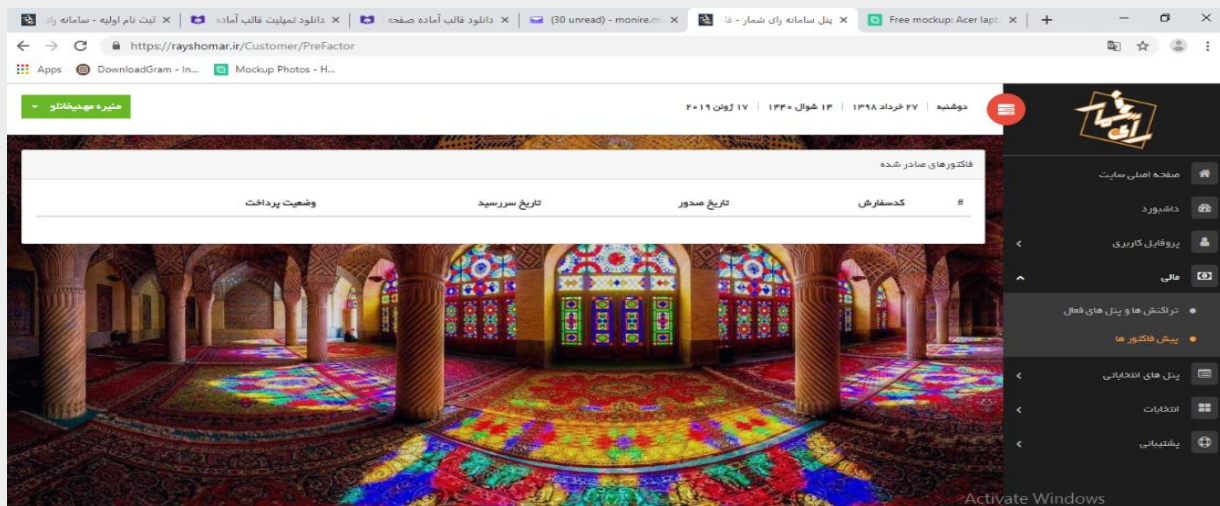 ثبت نام اولیه - سامانه رای
دانلود تمپلیت قالب آماده
دانلود قالب آماده صفحه
(30 unread) - monire.m
پنل سامانه رای شمار - فا
Free mockup: Acer lapt
https://rayshomar.ir/Customer/PreFactor
Apps
DownloadGram - In...
Mockup Photos - H...
منیره مهدیخانلو
دوشنبه | ۲۷ خرداد ۱۳۹۸ | ۱۴ شوال ۱۴۴۰ | ۱۷ ژوئن ۲۰۱۹
رای شمار
فاکتورهای صادر شده
# کدسفارش تاریخ صدور تاریخ سررسید وضعیت پرداخت
صفحه اصلی سایت
داشبورد
پروفایل کاربری
مالی
تراکنش ها و پنل های فعال
پیش فاکتور ها
پنل های انتخاباتی
انتخابات
پشتیبانی
Activate Windows